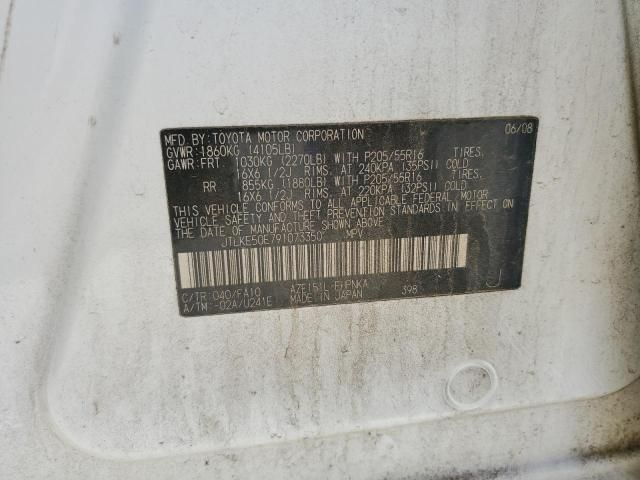 MFD. BY: TOYOTA MOTOR CORPORATION 06/08
GVWR: 1860KG (4105LB)
GAWR: FRT 1030KG (2270LB) WITH P205/55R16 TIRES,
16X6 1/2J RIMS, AT 240KPA (35PSI) COLD
RR 855KG (1880LB) WITH P205/55R16 TIRES,
16X6 1/2J RIMS, AT 220KPA (32PSI) COLD
THIS VEHICLE CONFORMS TO ALL APPLICABLE FEDERAL MOTOR
VEHICLE SAFETY AND THEFT PREVENTION STANDARDS IN EFFECT ON
THE DATE OF MANUFACTURE SHOWN ABOVE.
JTLKE50E791073350 MPV
C/TR: 040/FA10 AZE151L-EHPNKA 398 J
A/TM: -02A/U241E MADE IN JAPAN